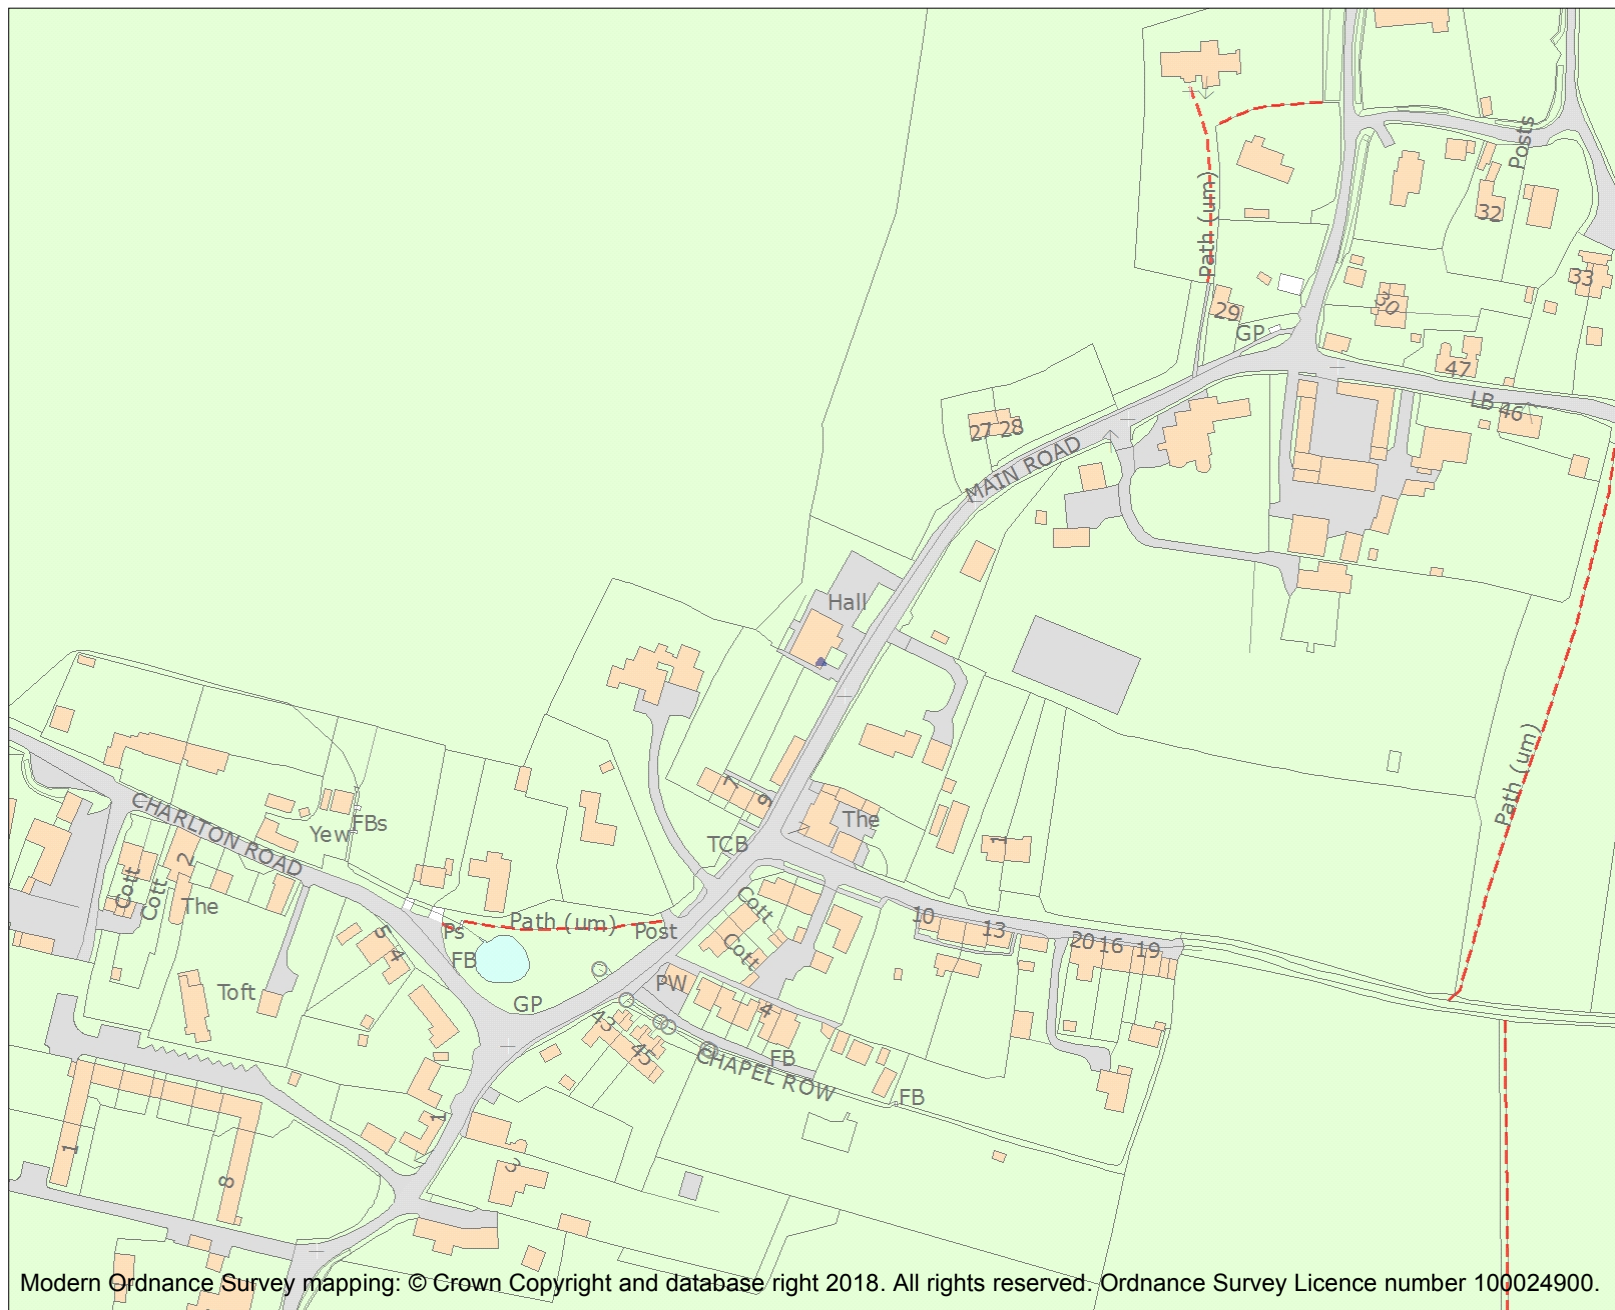 Posts
Path (um)
32
33
29
30
GP
47
LB 46
27 28
MAIN ROAD
Hall
Path (um)
7
9
The
TCB
1
CHARLTON ROAD
Yew
FBs
2
Cott
Cott
The
Cott
Cott
10
13
20 16 19
Path (um)
Post
Ps
FB
5
4
Toft
GP
PW
4
43
45
FB
CHAPEL ROW
FB
1
1
8
3
Modern Ordnance Survey mapping: © Crown Copyright and database right 2018. All rights reserved. Ordnance Survey Licence number 100024900.